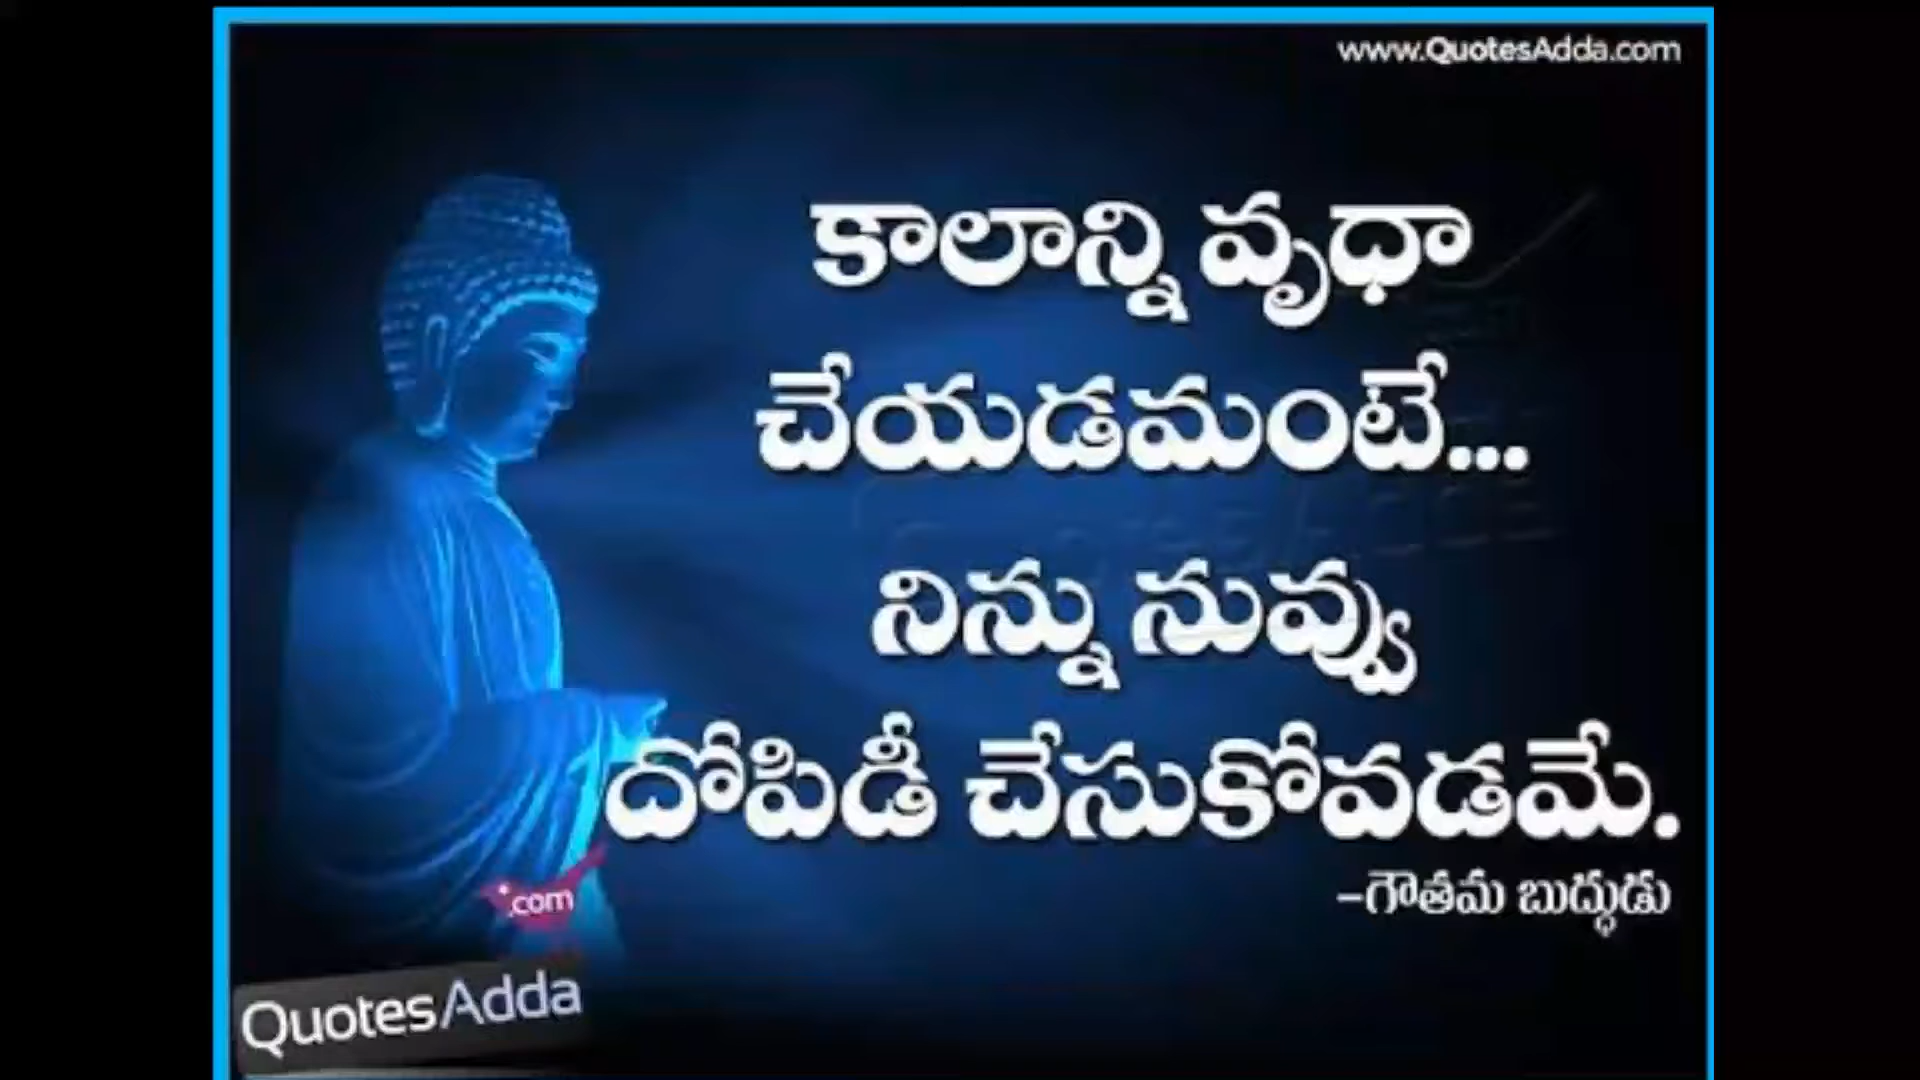 www.QuotesAdda.com
కాలాన్ని వృధా
చేయడమంటే...
నిన్ను నువ్వు
దోపిడీ చేసుకోవడమే.
-గౌతమ బుద్ధుడు
.com
QuotesAdda